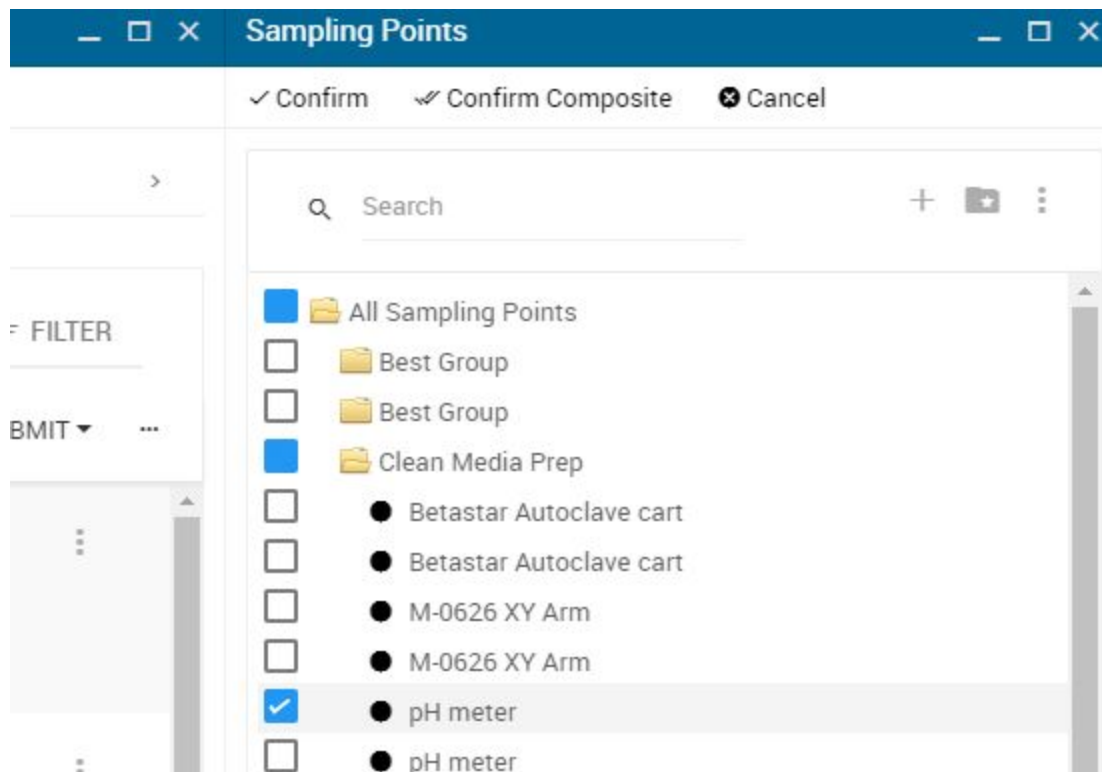 Sampling Points
Confirm Confirm Composite Cancel
Search
FILTER
BMIT
All Sampling Points
Best Group
Best Group
Clean Media Prep
Betastar Autoclave cart
Betastar Autoclave cart
M-0626 XY Arm
M-0626 XY Arm
pH meter
pH meter